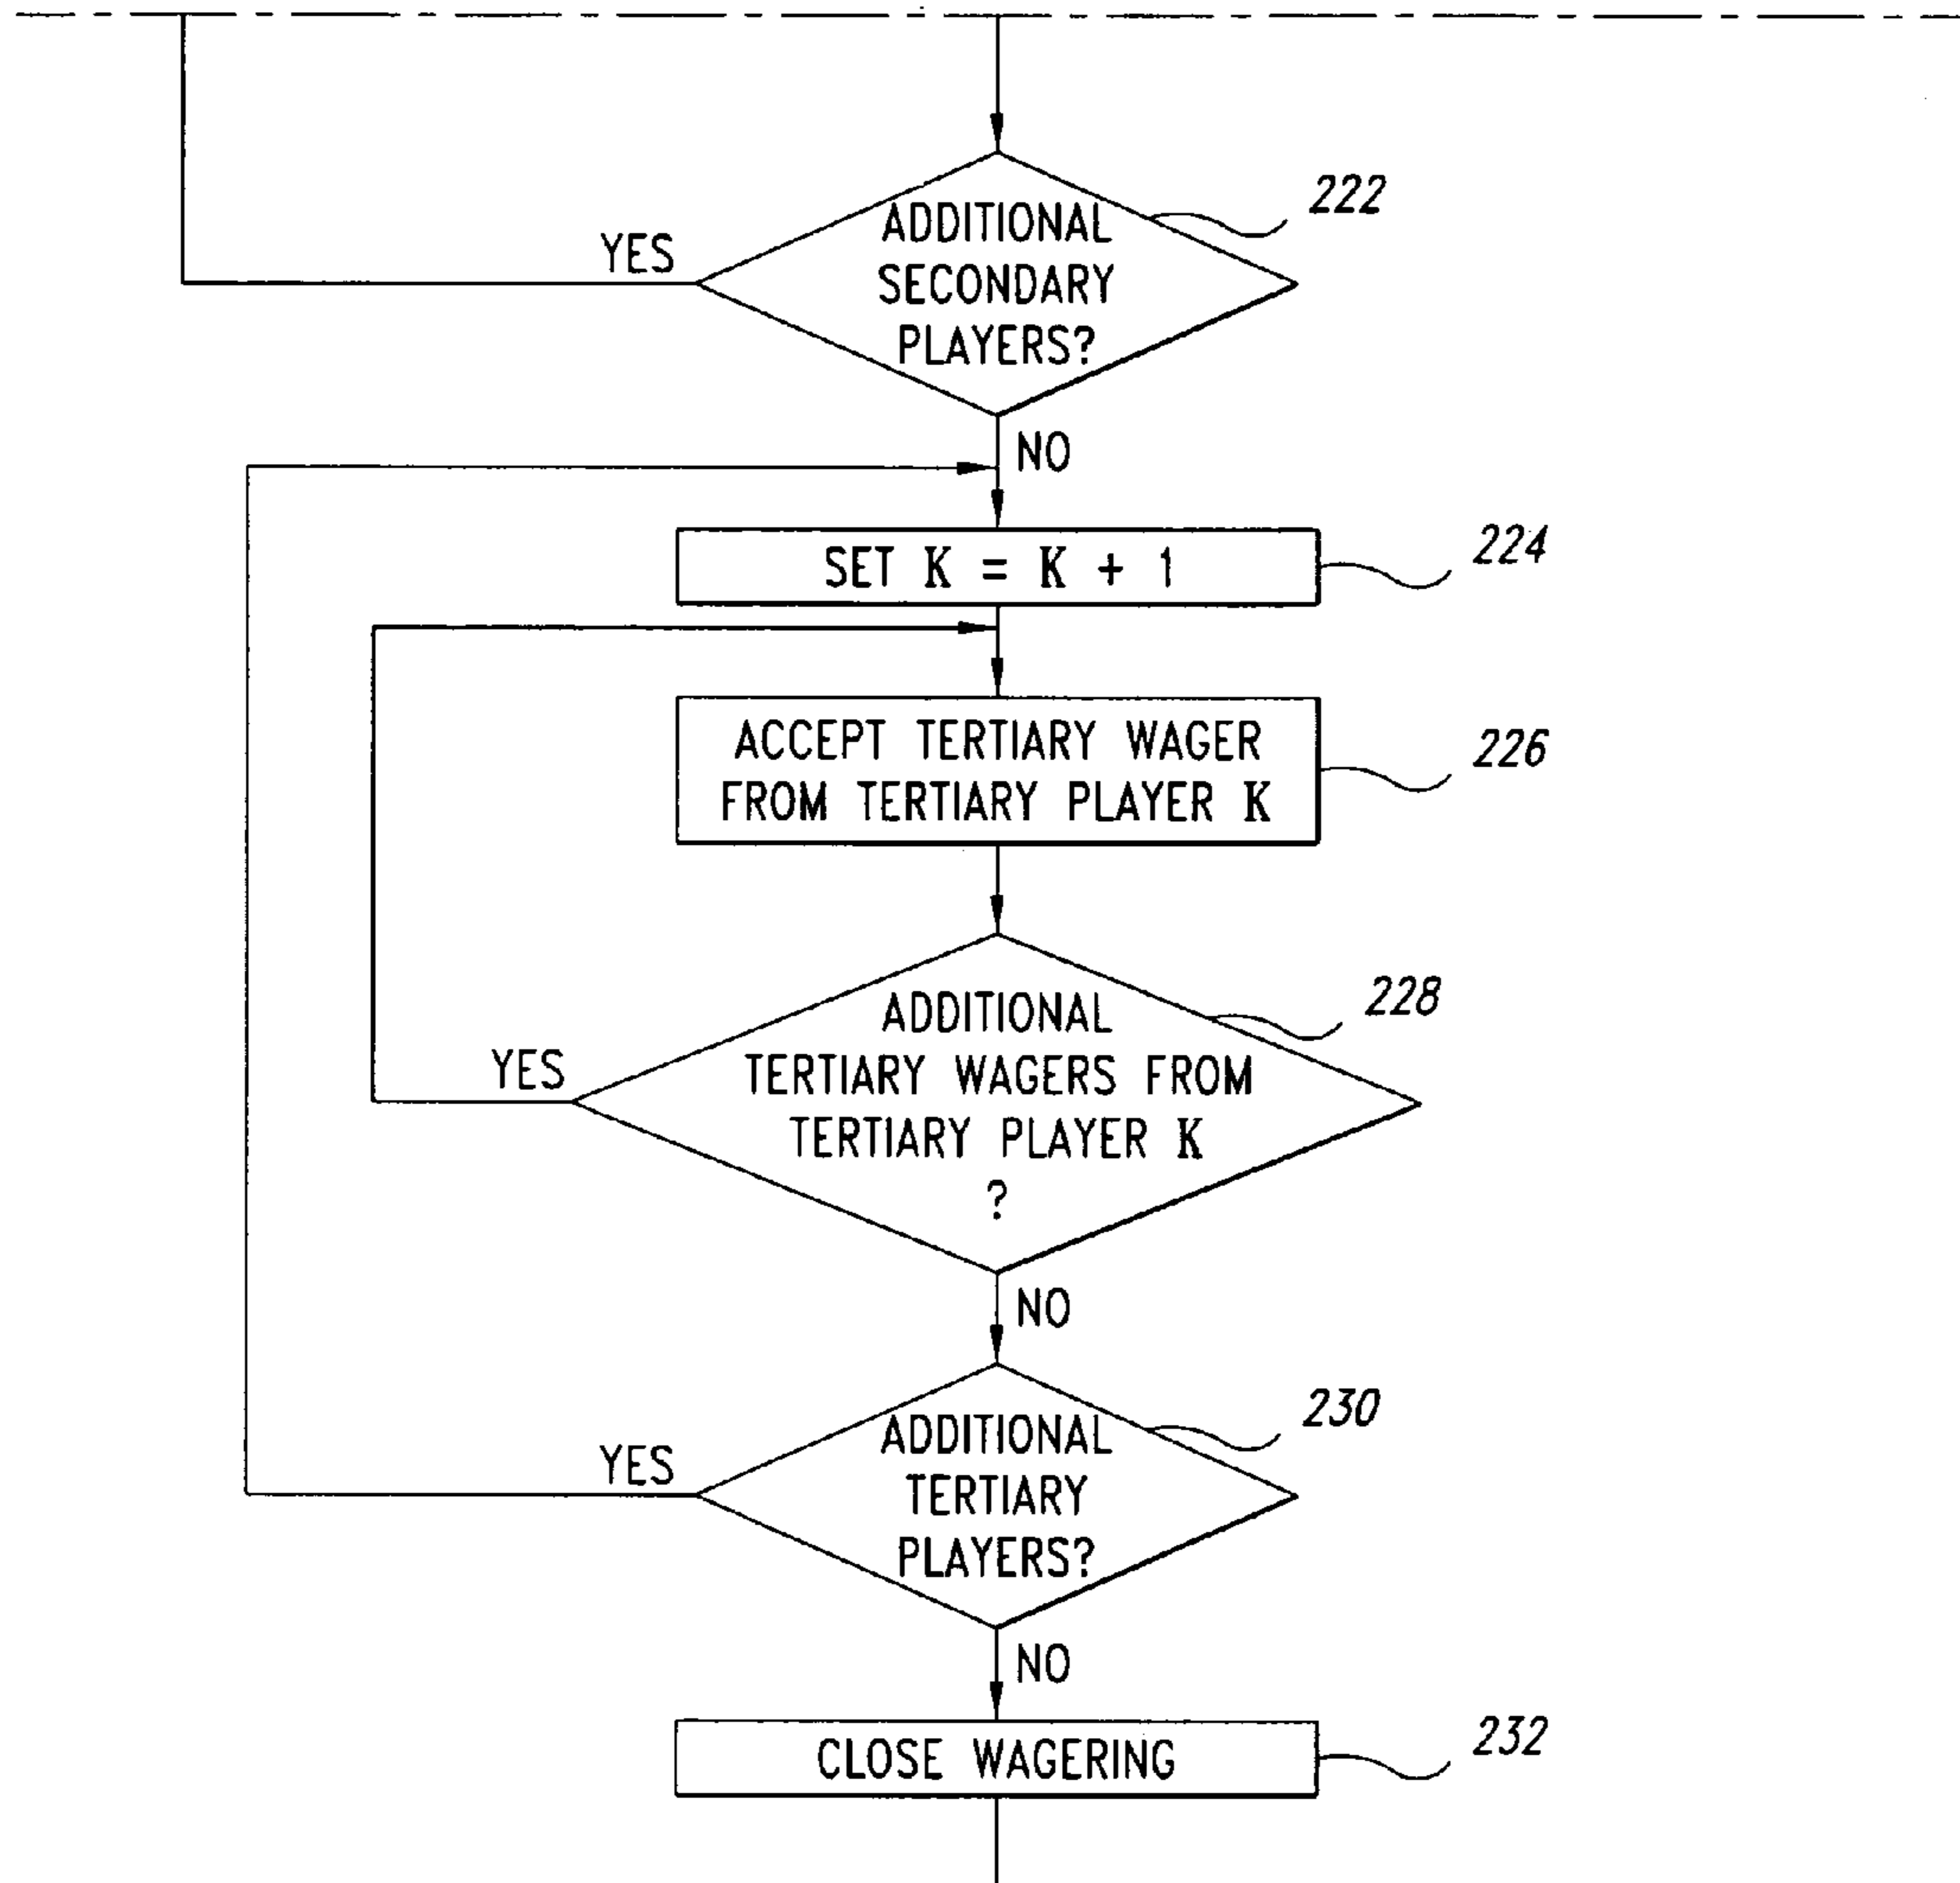 222
ADDITIONAL
SECONDARY
PLAYERS?
YES
NO
224
SET K = K + 1
226
ACCEPT TERTIARY WAGER
FROM TERTIARY PLAYER K
228
ADDITIONAL
TERTIARY WAGERS FROM
TERTIARY PLAYER K
?
YES
NO
230
ADDITIONAL
TERTIARY
PLAYERS?
YES
NO
232
CLOSE WAGERING